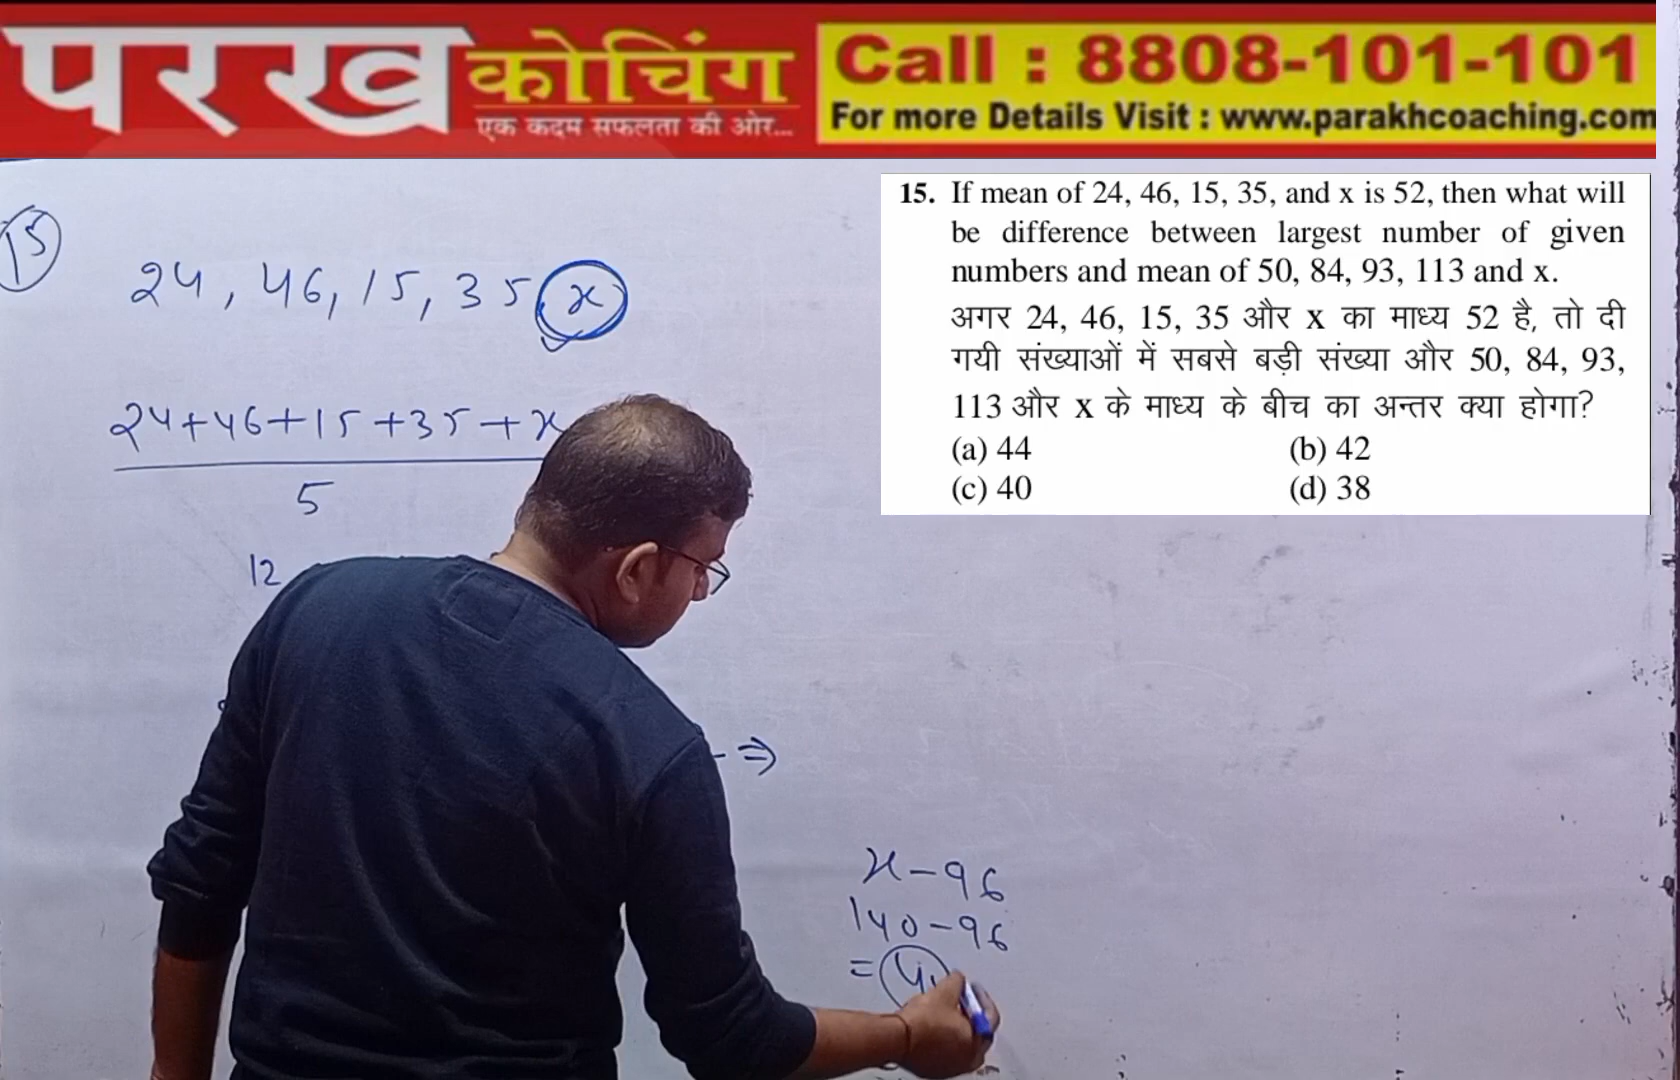 परख कोचिंग
एक कदम सफलता की ओर...
Call : 8808-101-101
For more Details Visit : www.parakhcoaching.com
15. If mean of 24, 46, 15, 35, and x is 52, then what will
be difference between largest number of given
numbers and mean of 50, 84, 93, 113 and x.
अगर 24, 46, 15, 35 और x का माध्य 52 है, तो दी
गयी संख्याओं में सबसे बड़ी संख्या और 50, 84, 93,
113 और x के माध्य के बीच का अन्तर क्या होगा?
(a) 44 (b) 42
(c) 40 (d) 38
15
24, 46, 15, 35 x
24+46+15+35+x
5
12
⇒
x-96
140-96
=